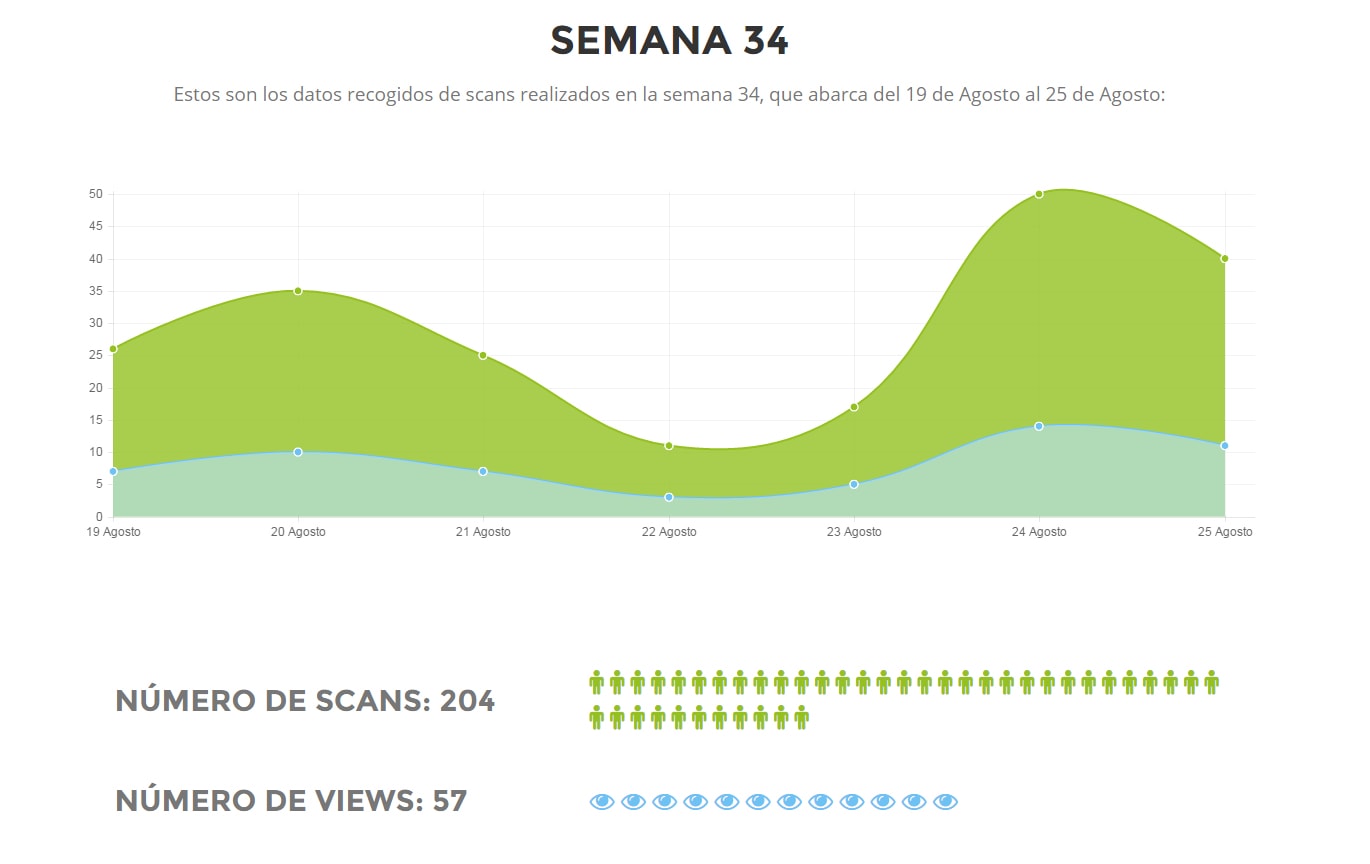 SEMANA 34
Estos son los datos recogidos de scans realizados en la semana 34, que abarca del 19 de Agosto al 25 de Agosto:
50
45
40
35
30
25
20
15
10
5
0
19 Agosto 20 Agosto 21 Agosto 22 Agosto 23 Agosto 24 Agosto 25 Agosto
NÚMERO DE SCANS: 204
NÚMERO DE VIEWS: 57